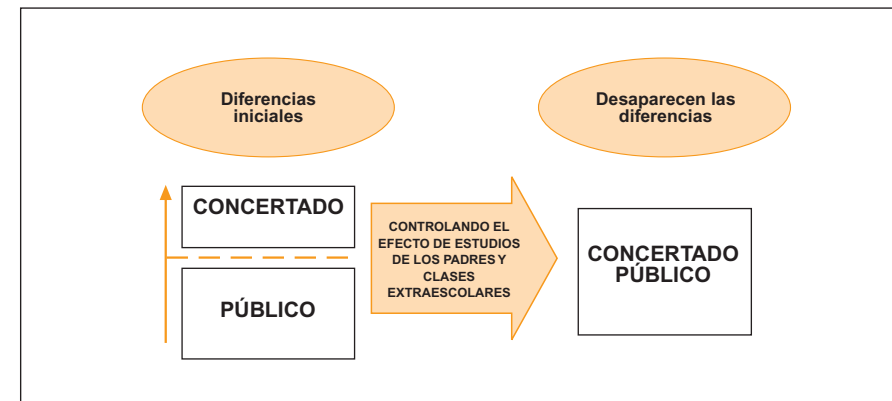 Diferencias
iniciales
Desaparecen las
diferencias
CONCERTADO
PÚBLICO
CONTROLANDO EL
EFECTO DE ESTUDIOS
DE LOS PADRES Y
CLASES
EXTRAESCOLARES
CONCERTADO
PÚBLICO